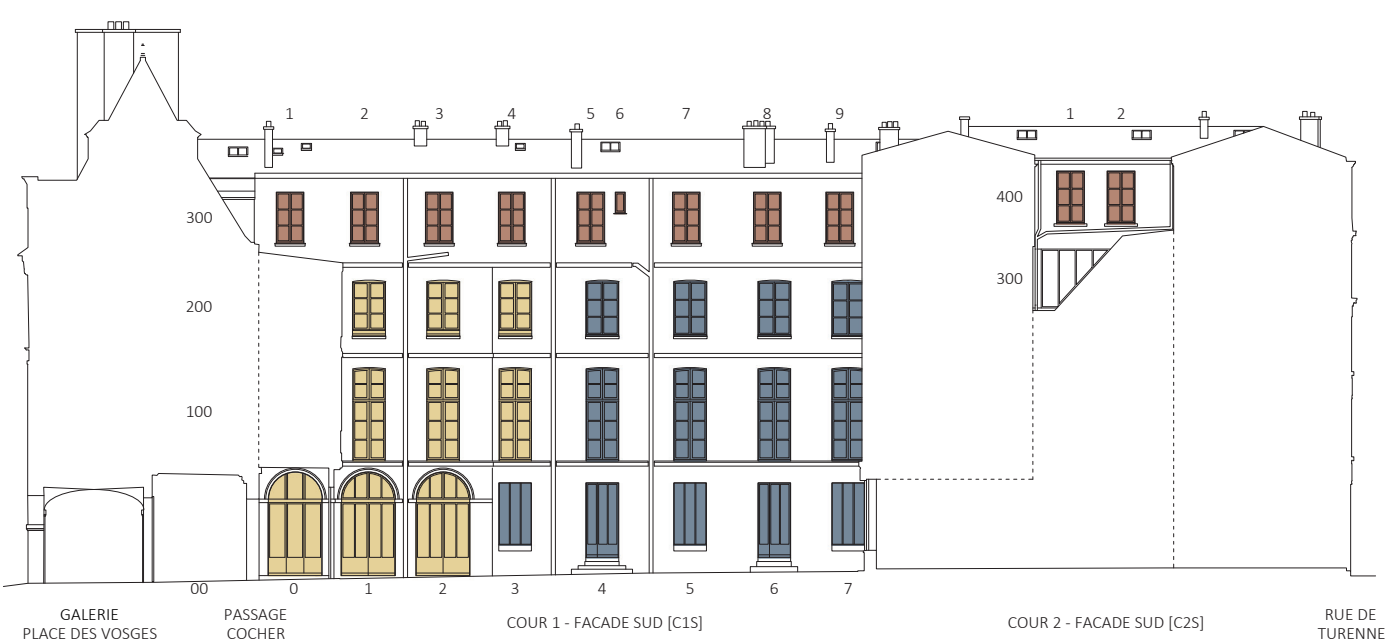 1 2 3 4 5 6 7 8 9 1 2
300 400
200 300
100
00 0 1 2 3 4 5 6 7
GALERIE
PLACE DES VOSGES
PASSAGE
COCHER
COUR 1 - FACADE SUD [C1S]
COUR 2 - FACADE SUD [C2S]
RUE DE
TURENNE